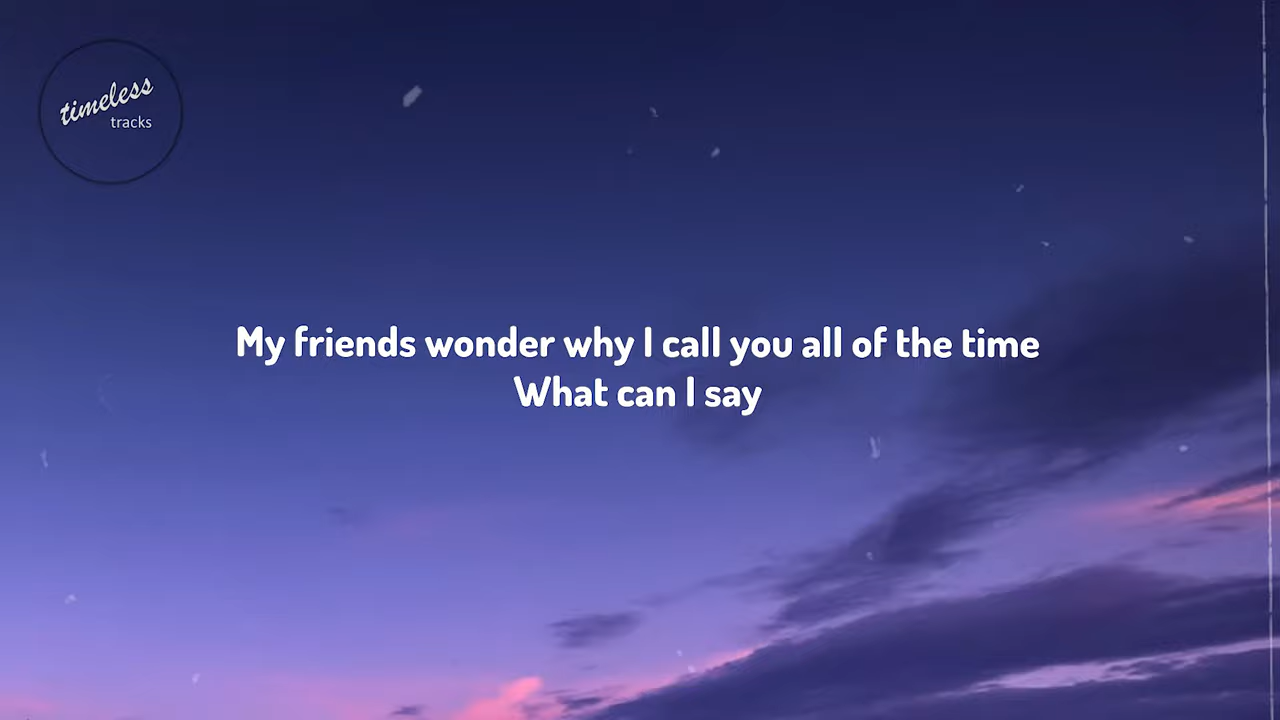 timeless
tracks
My friends wonder why I call you all of the time
What can I say